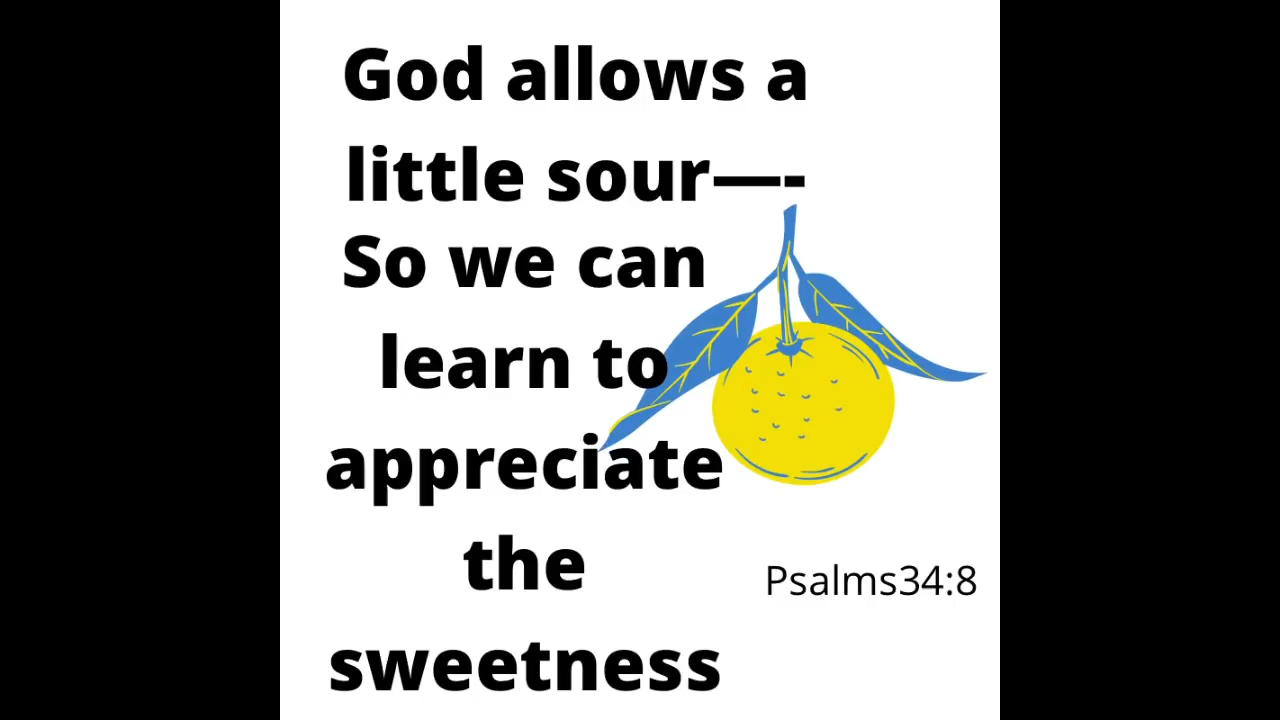 God allows a
little sour—-
So we can
learn to
appreciate
the
sweetness
Psalms34:8